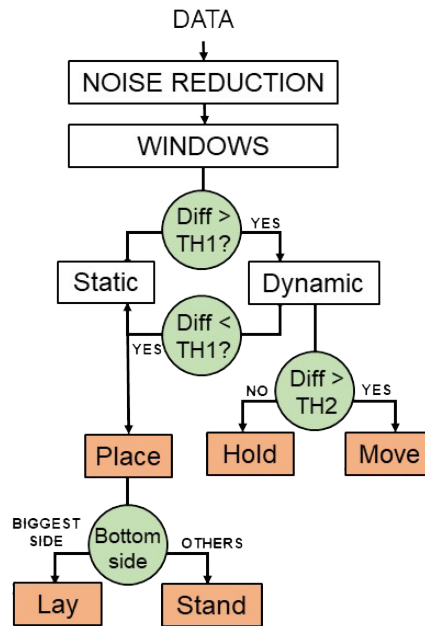 DATA
NOISE REDUCTION
WINDOWS
Diff >
TH1?
YES
Static
Dynamic
Diff <
TH1?
YES
Diff >
TH2
NO
YES
Place
Hold
Move
BIGGEST
SIDE
Bottom
side
OTHERS
Lay
Stand